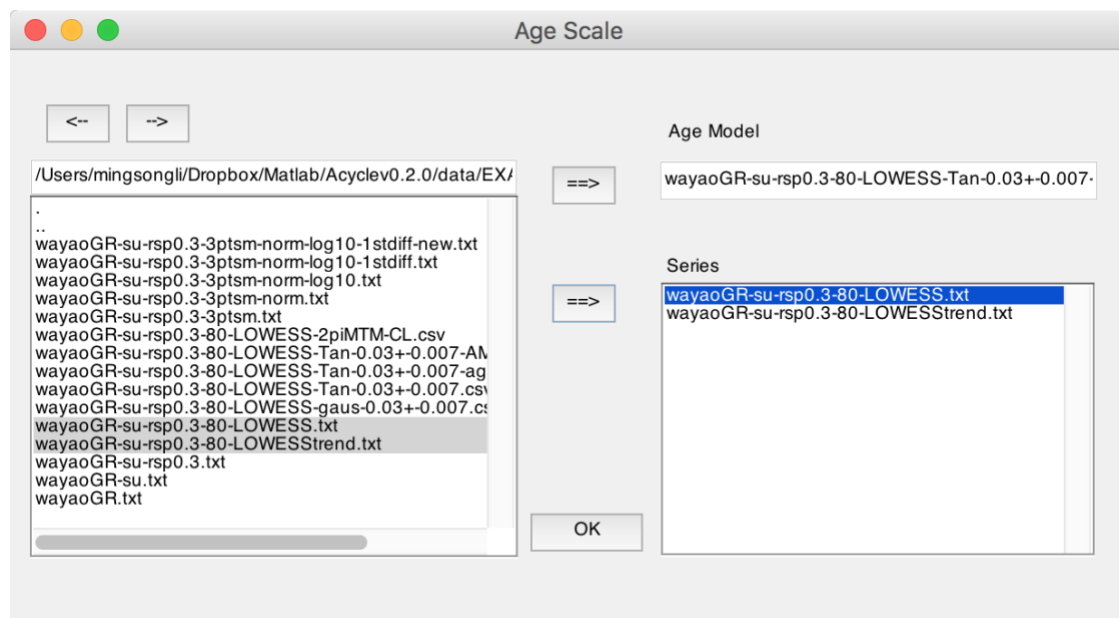 Age Scale
<-- -->
Age Model
/Users/mingsongli/Dropbox/Matlab/Acyclev0.2.0/data/EXA
==>
wayaoGR-su-rsp0.3-80-LOWESS-Tan-0.03+-0.007-
.
..
wayaoGR-su-rsp0.3-3ptsm-norm-log10-1stdiff-new.txt
wayaoGR-su-rsp0.3-3ptsm-norm-log10-1stdiff.txt
wayaoGR-su-rsp0.3-3ptsm-norm-log10.txt
wayaoGR-su-rsp0.3-3ptsm-norm.txt
wayaoGR-su-rsp0.3-3ptsm.txt
wayaoGR-su-rsp0.3-80-LOWESS-2piMTM-CL.csv
wayaoGR-su-rsp0.3-80-LOWESS-Tan-0.03+-0.007-AM
wayaoGR-su-rsp0.3-80-LOWESS-Tan-0.03+-0.007-ag
wayaoGR-su-rsp0.3-80-LOWESS-Tan-0.03+-0.007.csv
wayaoGR-su-rsp0.3-80-LOWESS-gaus-0.03+-0.007.cs
wayaoGR-su-rsp0.3-80-LOWESS.txt
wayaoGR-su-rsp0.3-80-LOWESStrend.txt
wayaoGR-su-rsp0.3.txt
wayaoGR-su.txt
wayaoGR.txt
Series
==>
wayaoGR-su-rsp0.3-80-LOWESS.txt
wayaoGR-su-rsp0.3-80-LOWESStrend.txt
OK